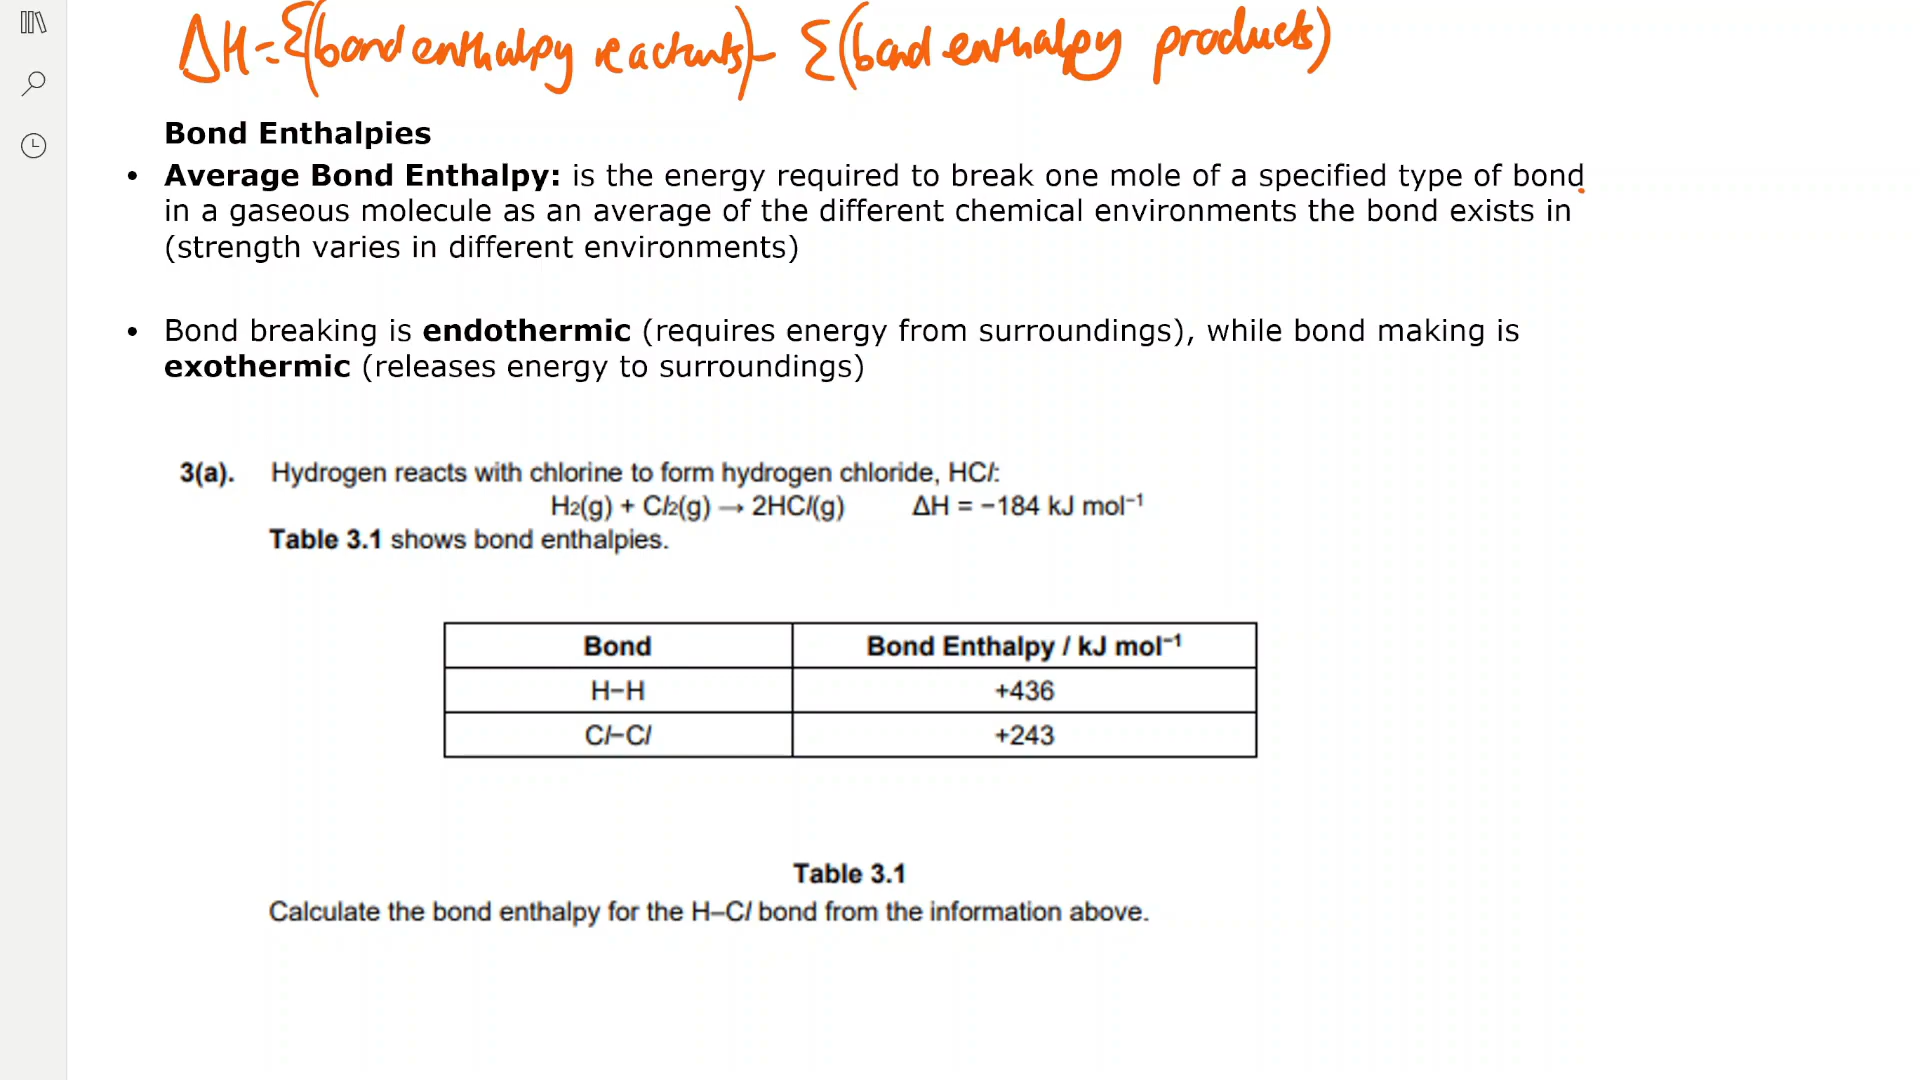 ΔH = Σ(bond enthalpy reactants) - Σ(bond enthalpy products)
Bond Enthalpies
• Average Bond Enthalpy: is the energy required to break one mole of a specified type of bond
in a gaseous molecule as an average of the different chemical environments the bond exists in
(strength varies in different environments)
• Bond breaking is endothermic (requires energy from surroundings), while bond making is
exothermic (releases energy to surroundings)
3(a). Hydrogen reacts with chlorine to form hydrogen chloride, HCl:
H2(g) + Cl2(g) → 2HCl(g) ΔH = −184 kJ mol⁻¹
Table 3.1 shows bond enthalpies.
Bond Bond Enthalpy / kJ mol⁻¹
H−H +436
Cl−Cl +243
Table 3.1
Calculate the bond enthalpy for the H–Cl bond from the information above.